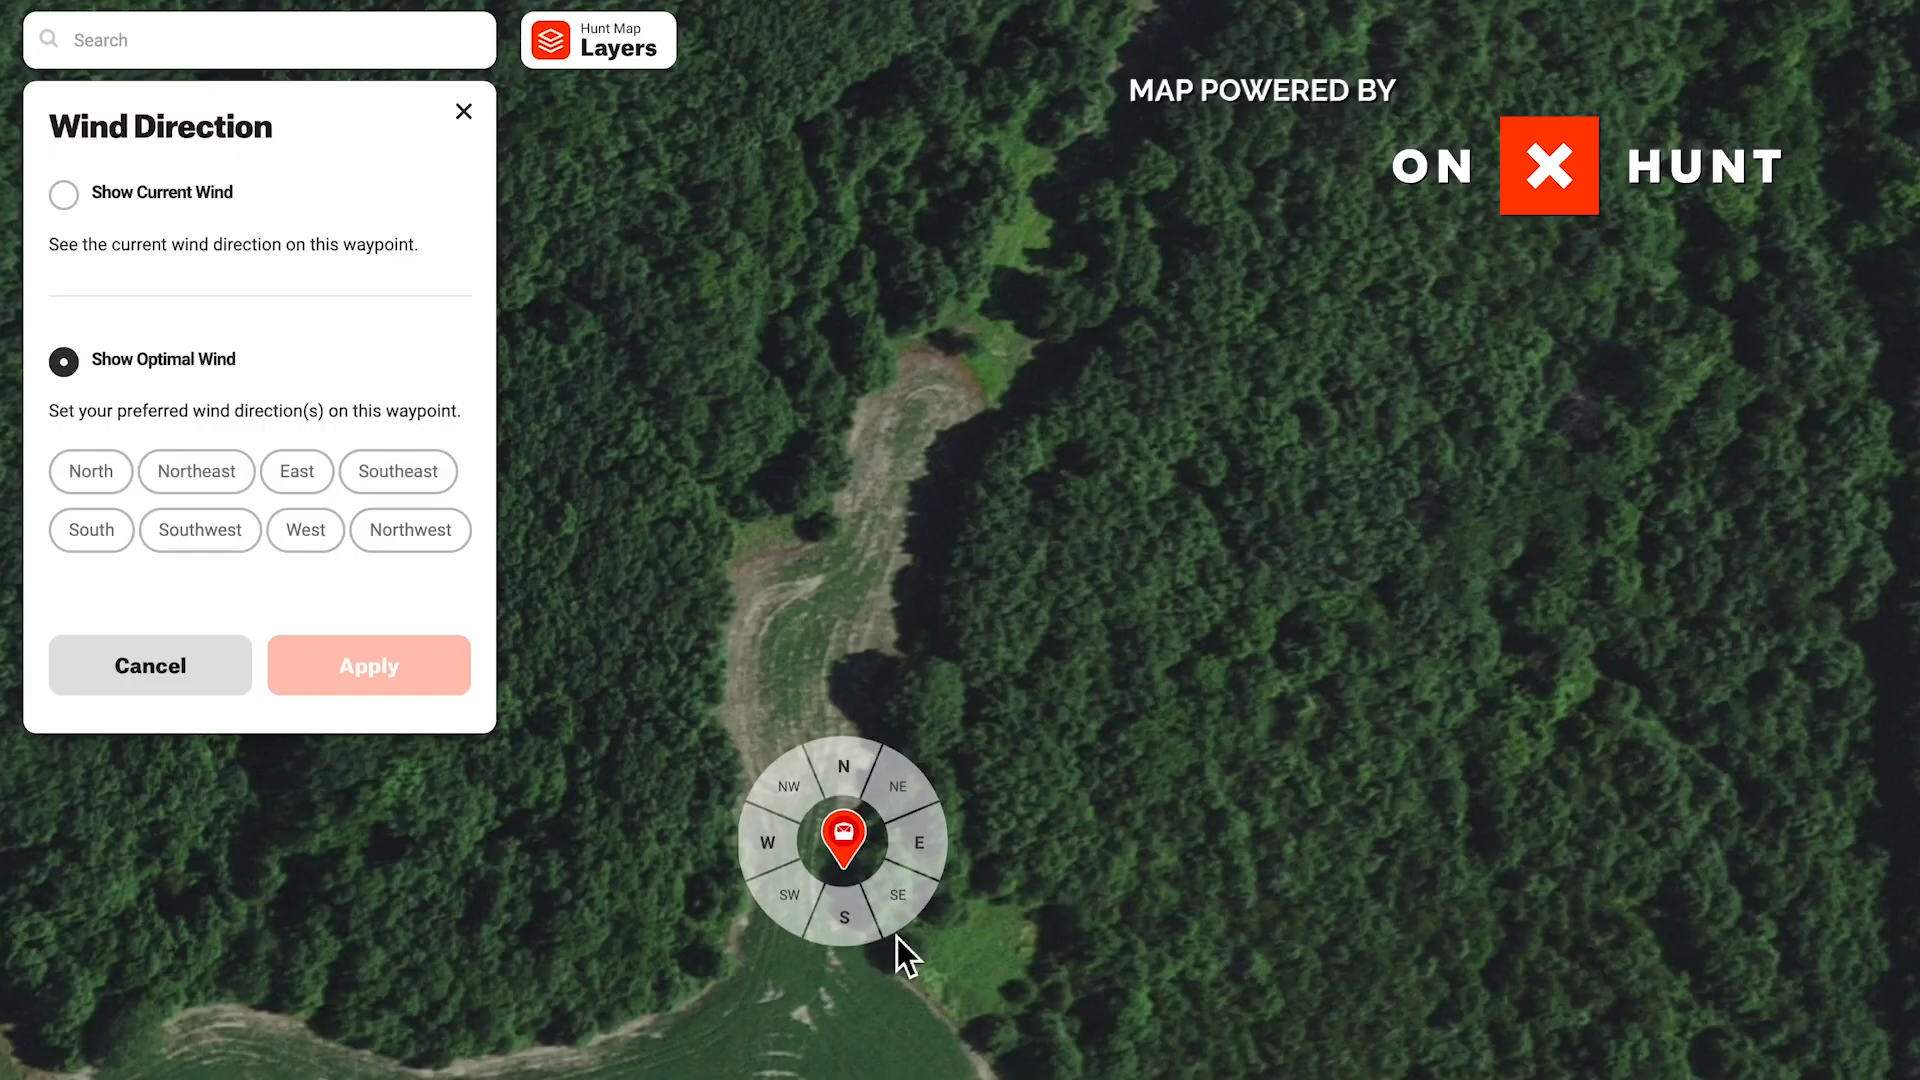 Search
Hunt Map
Layers
MAP POWERED BY
ON X HUNT
Wind Direction
Show Current Wind
See the current wind direction on this waypoint.
Show Optimal Wind
Set your preferred wind direction(s) on this waypoint.
North Northeast East Southeast
South Southwest West Northwest
Cancel Apply
N
NW NE
W E
SW SE
S